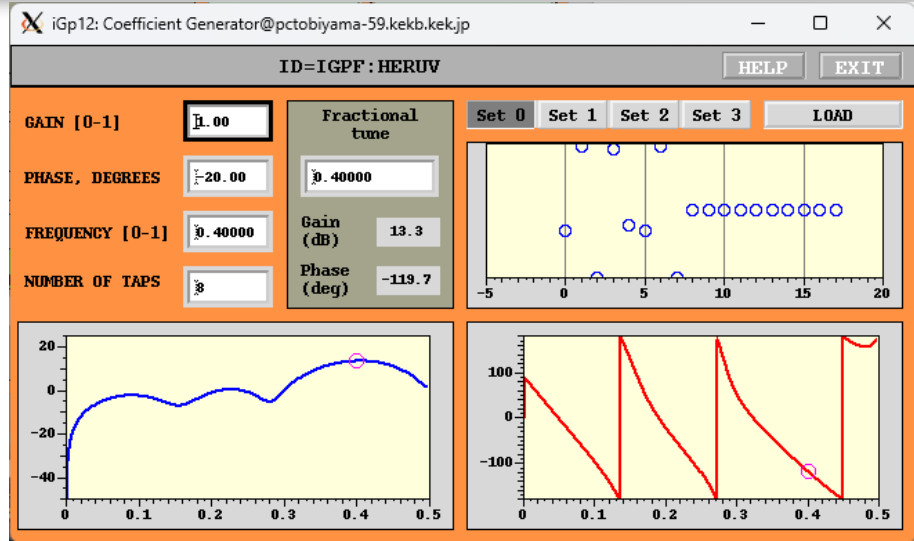 iGp12: Coefficient Generator@pctobiyama-59.kekb.kek.jp
ID=IGPF:HERUV
HELP
EXIT
GAIN [0-1]
1.00
PHASE, DEGREES
-20.00
FREQUENCY [0-1]
0.40000
NUMBER OF TAPS
8
Fractional
tune
0.40000
Gain
(dB)
13.3
Phase
(deg)
-119.7
Set 0
Set 1
Set 2
Set 3
LOAD
-5 0 5 10 15 20
20
0
-20
-40
0 0.1 0.2 0.3 0.4 0.5
100
0
-100
0 0.1 0.2 0.3 0.4 0.5